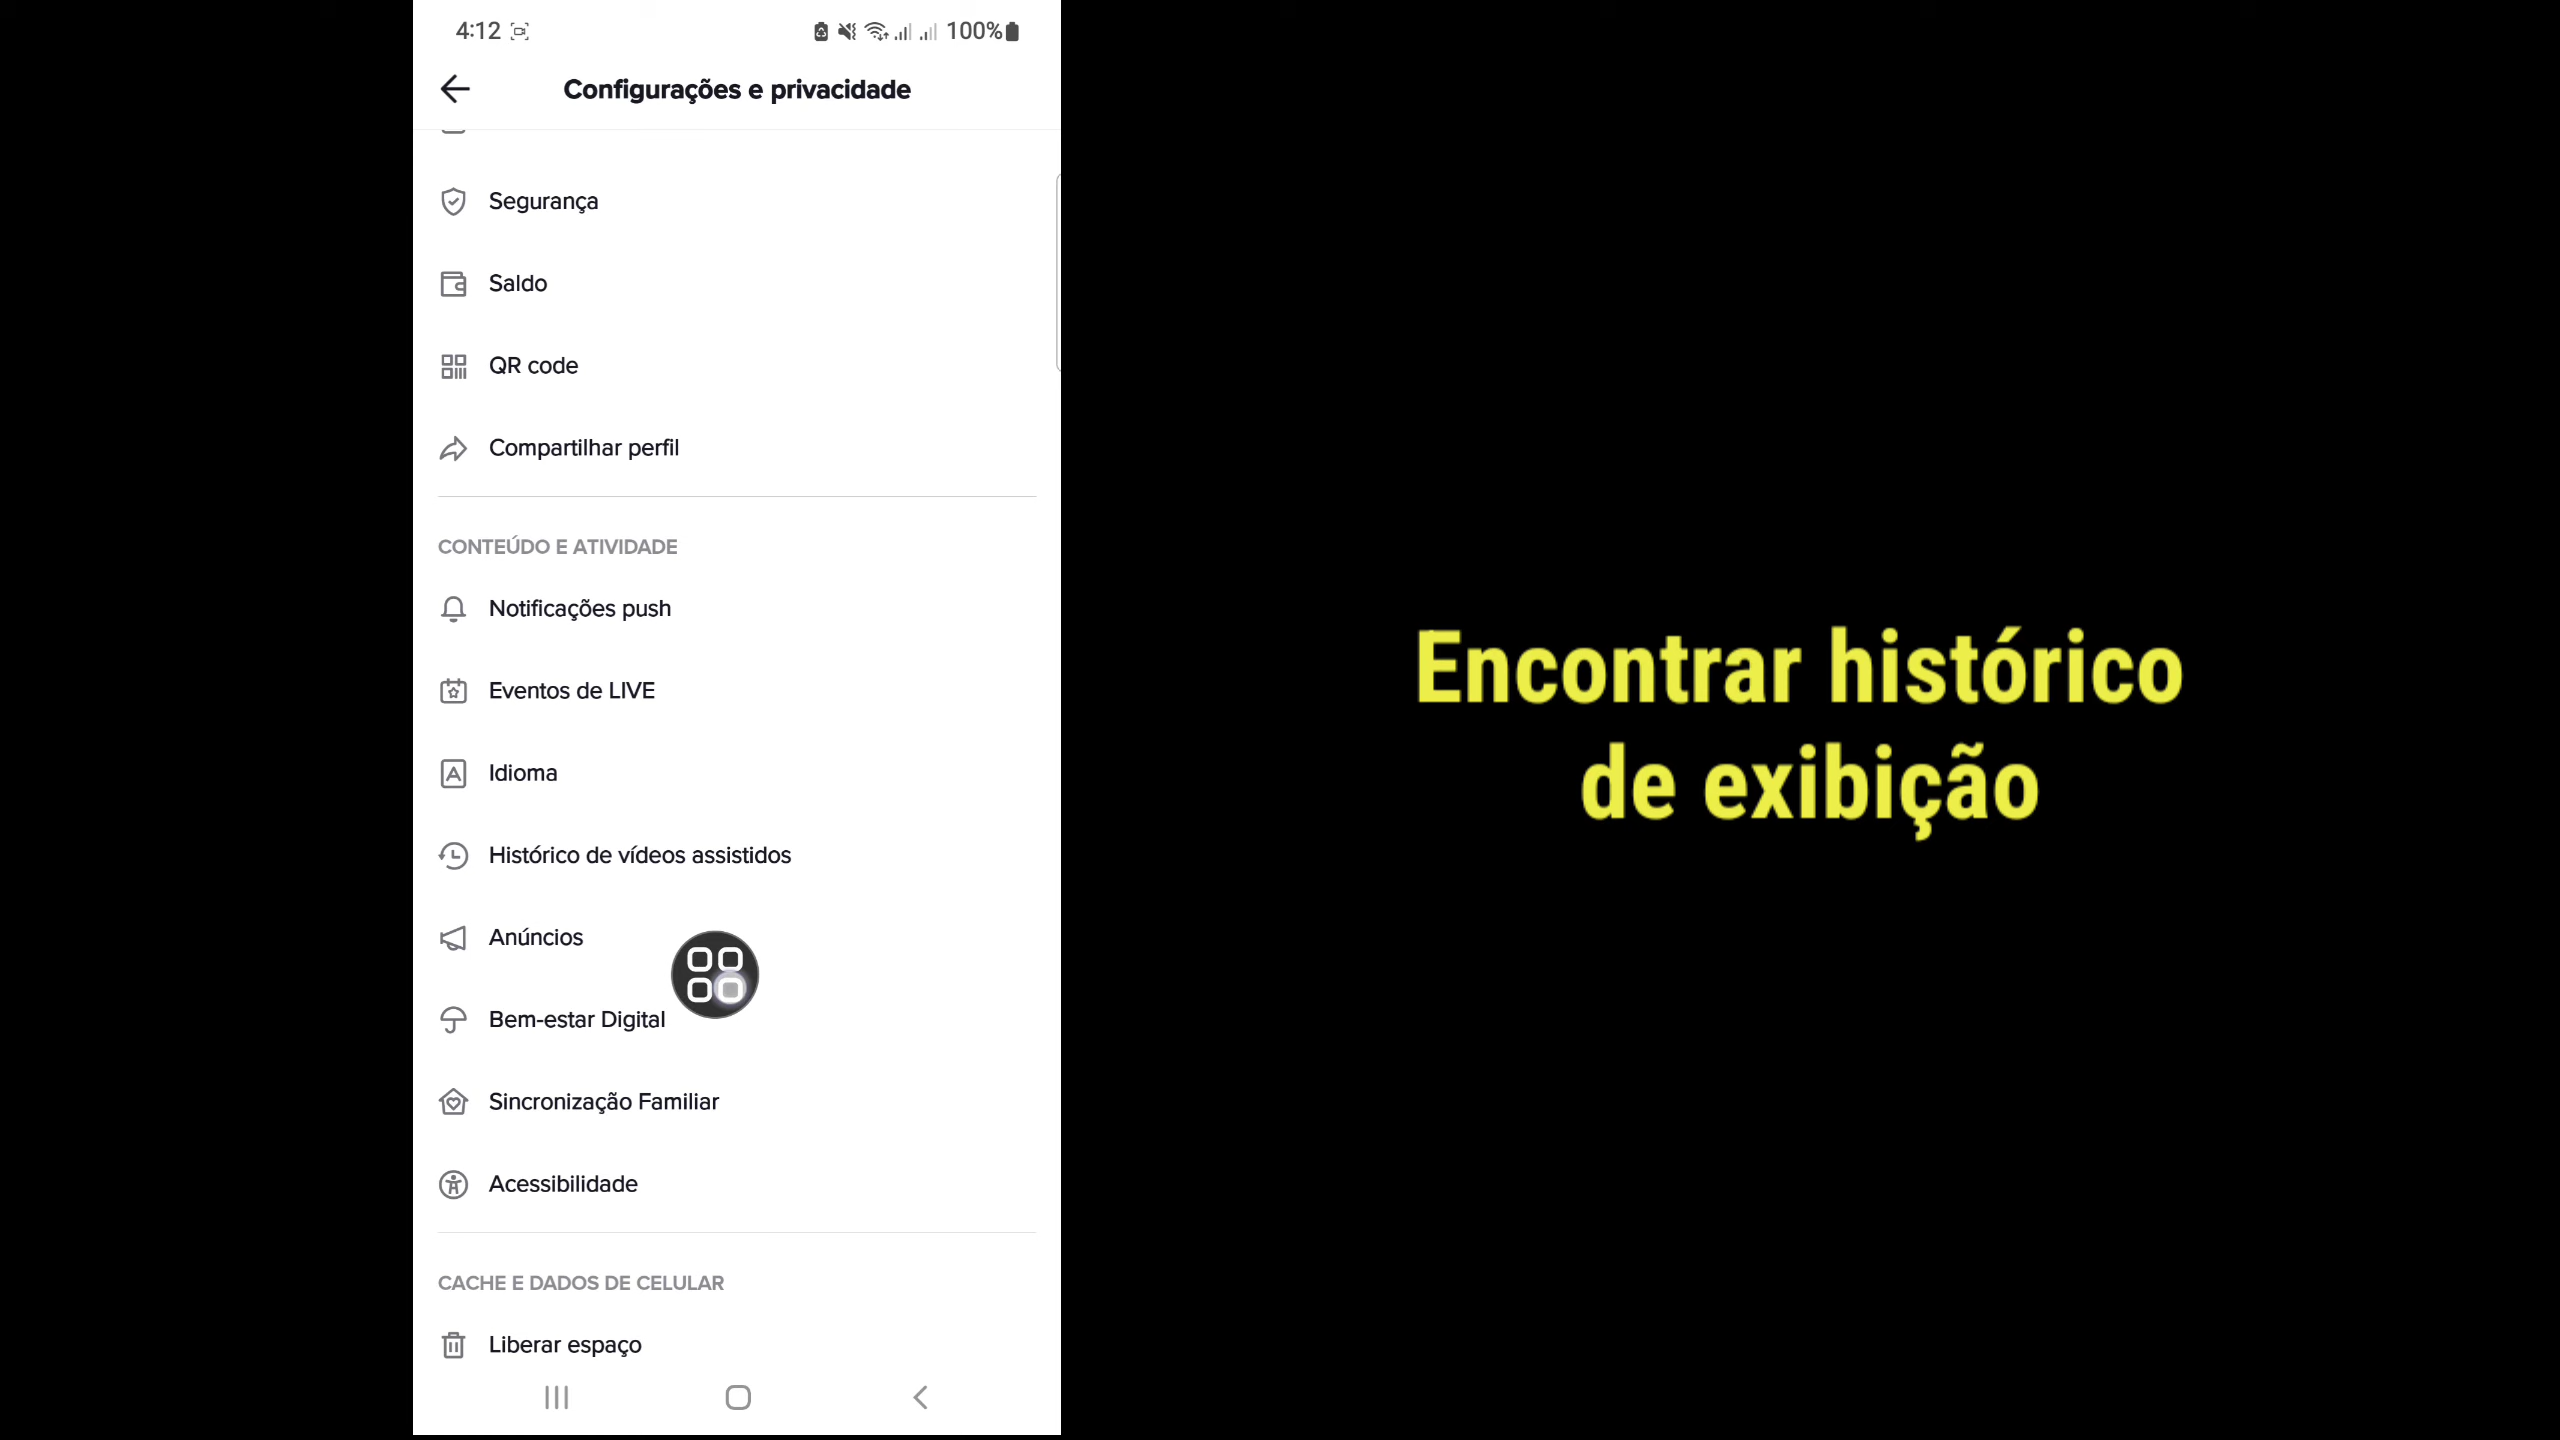 4:12
100%
Configurações e privacidade
Segurança
Saldo
QR code
Compartilhar perfil
CONTEÚDO E ATIVIDADE
Notificações push
Eventos de LIVE
Idioma
Histórico de vídeos assistidos
Anúncios
Bem-estar Digital
Sincronização Familiar
Acessibilidade
CACHE E DADOS DE CELULAR
Liberar espaço
Encontrar histórico
de exibição